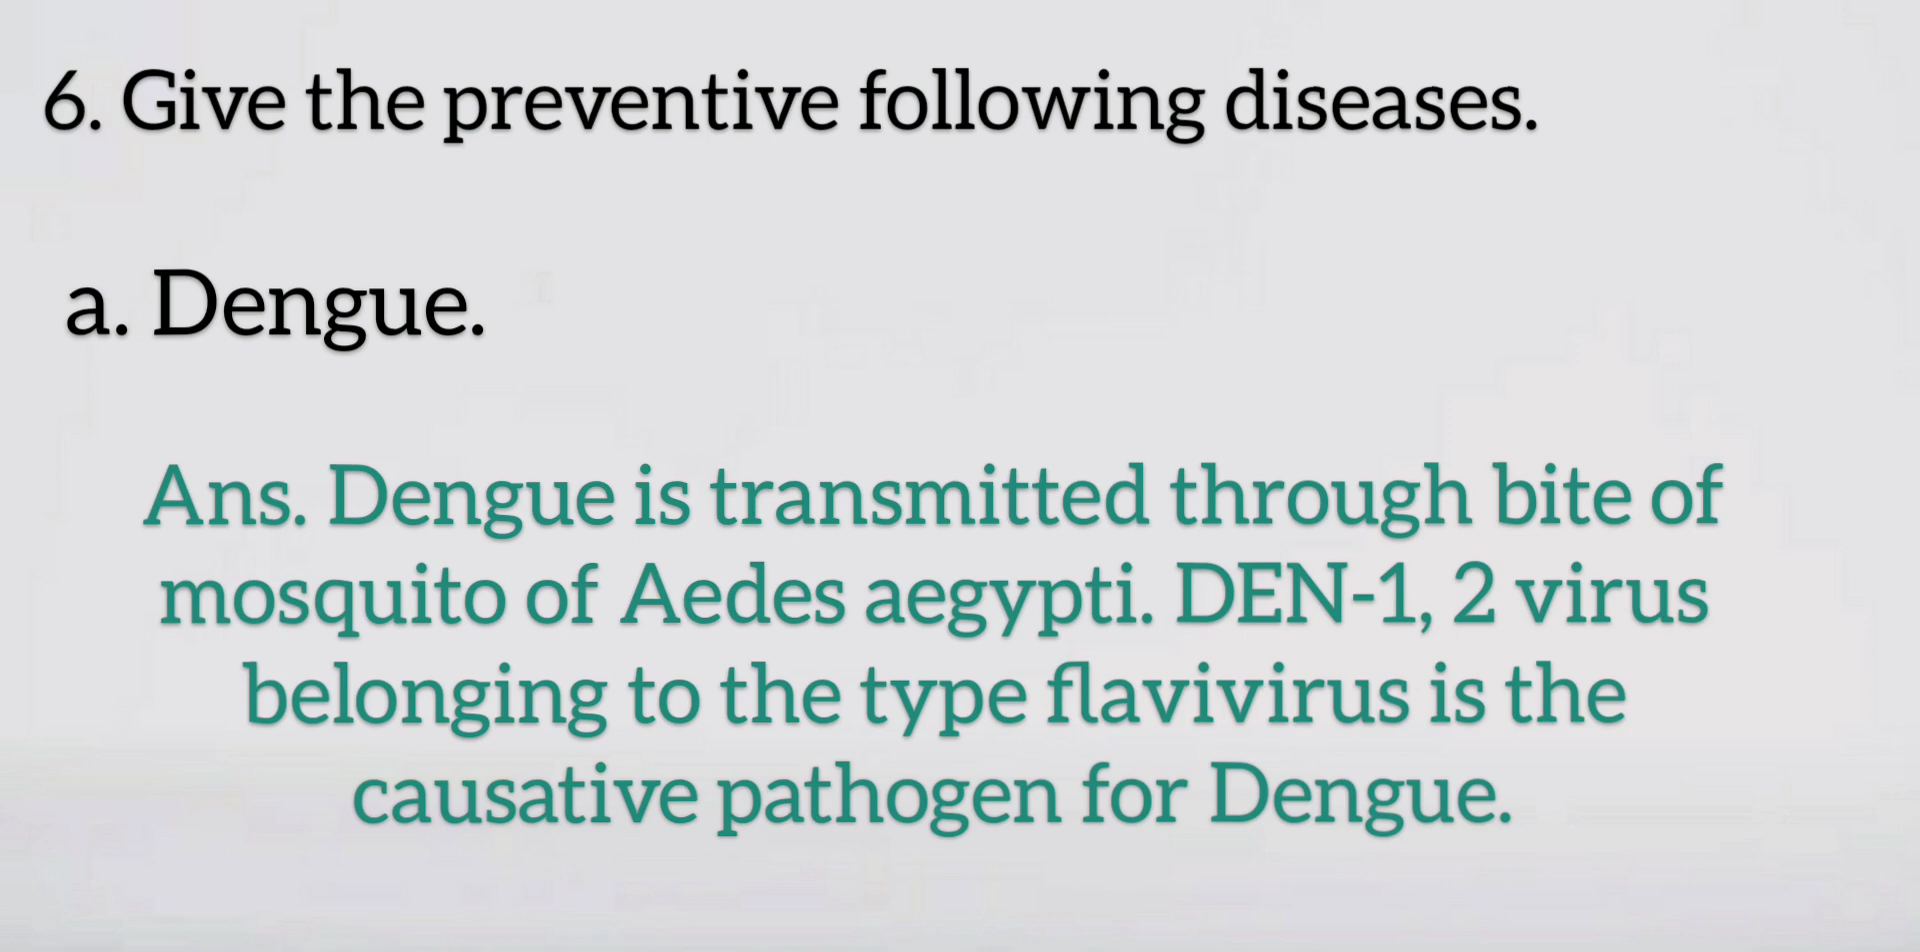 6. Give the preventive following diseases.
a. Dengue.
Ans. Dengue is transmitted through bite of
mosquito of Aedes aegypti. DEN-1, 2 virus
belonging to the type flavivirus is the
causative pathogen for Dengue.